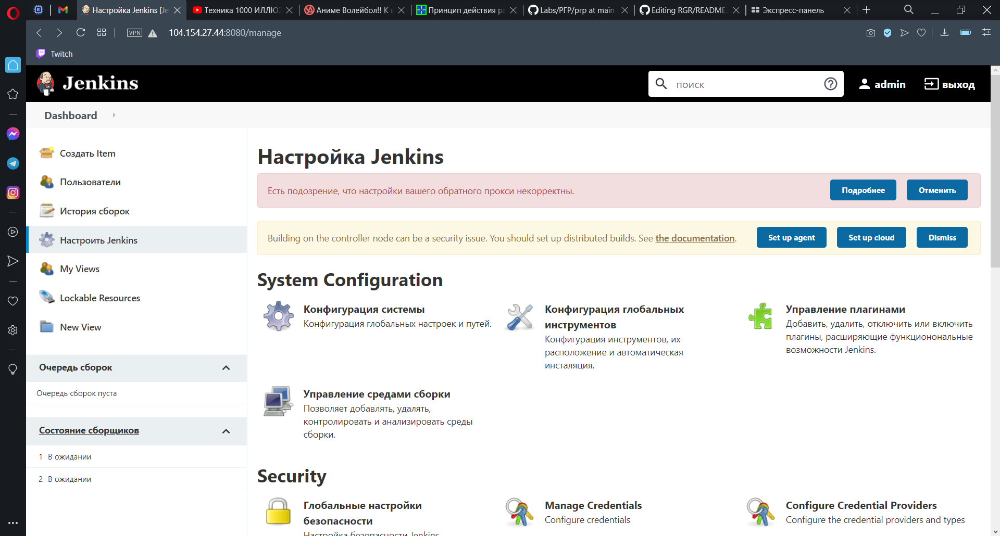 Настройка Jenkins [Je
Техника 1000 ИЛЛЮЗ
Аниме Волейбол!! К в
Принцип действия ра
Labs/РГР/ргр at main
Editing RGR/README.
Экспресс-панель
VPN
104.154.27.44:8080/manage
Twitch
Jenkins
поиск
admin
выход
Dashboard
Создать Item
Пользователи
История сборок
Настроить Jenkins
My Views
Lockable Resources
New View
Очередь сборок
Очередь сборок пуста
Состояние сборщиков
1 В ожидании
2 В ожидании
Настройка Jenkins
Есть подозрение, что настройки вашего обратного прокси некорректны.
Подробнее
Отменить
Building on the controller node can be a security issue. You should set up distributed builds. See the documentation.
Set up agent
Set up cloud
Dismiss
System Configuration
Конфигурация системы
Конфигурация глобальных настроек и путей.
Конфигурация глобальных
инструментов
Конфигурация инструментов, их
расположение и автоматическая
инсталяция.
Управление плагинами
Добавить, удалить, отключить или включить
плагины, расширяющие функциононольные
возможности Jenkins.
Управление средами сборки
Позволяет добавлять, удалять,
контролировать и анализировать среды
сборки.
Security
Глобальные настройки
безопасности
Настройка безопасности Jenkins
Manage Credentials
Configure credentials
Configure Credential Providers
Configure the credential providers and types